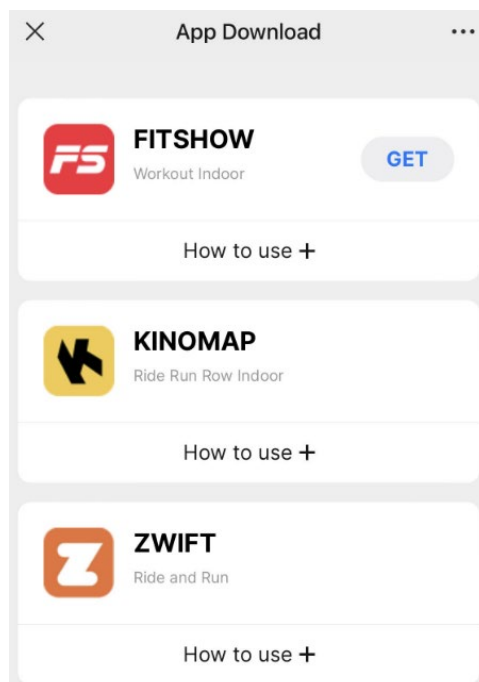 App Download
FITSHOW
Workout Indoor
GET
How to use +
KINOMAP
Ride Run Row Indoor
How to use +
ZWIFT
Ride and Run
How to use +